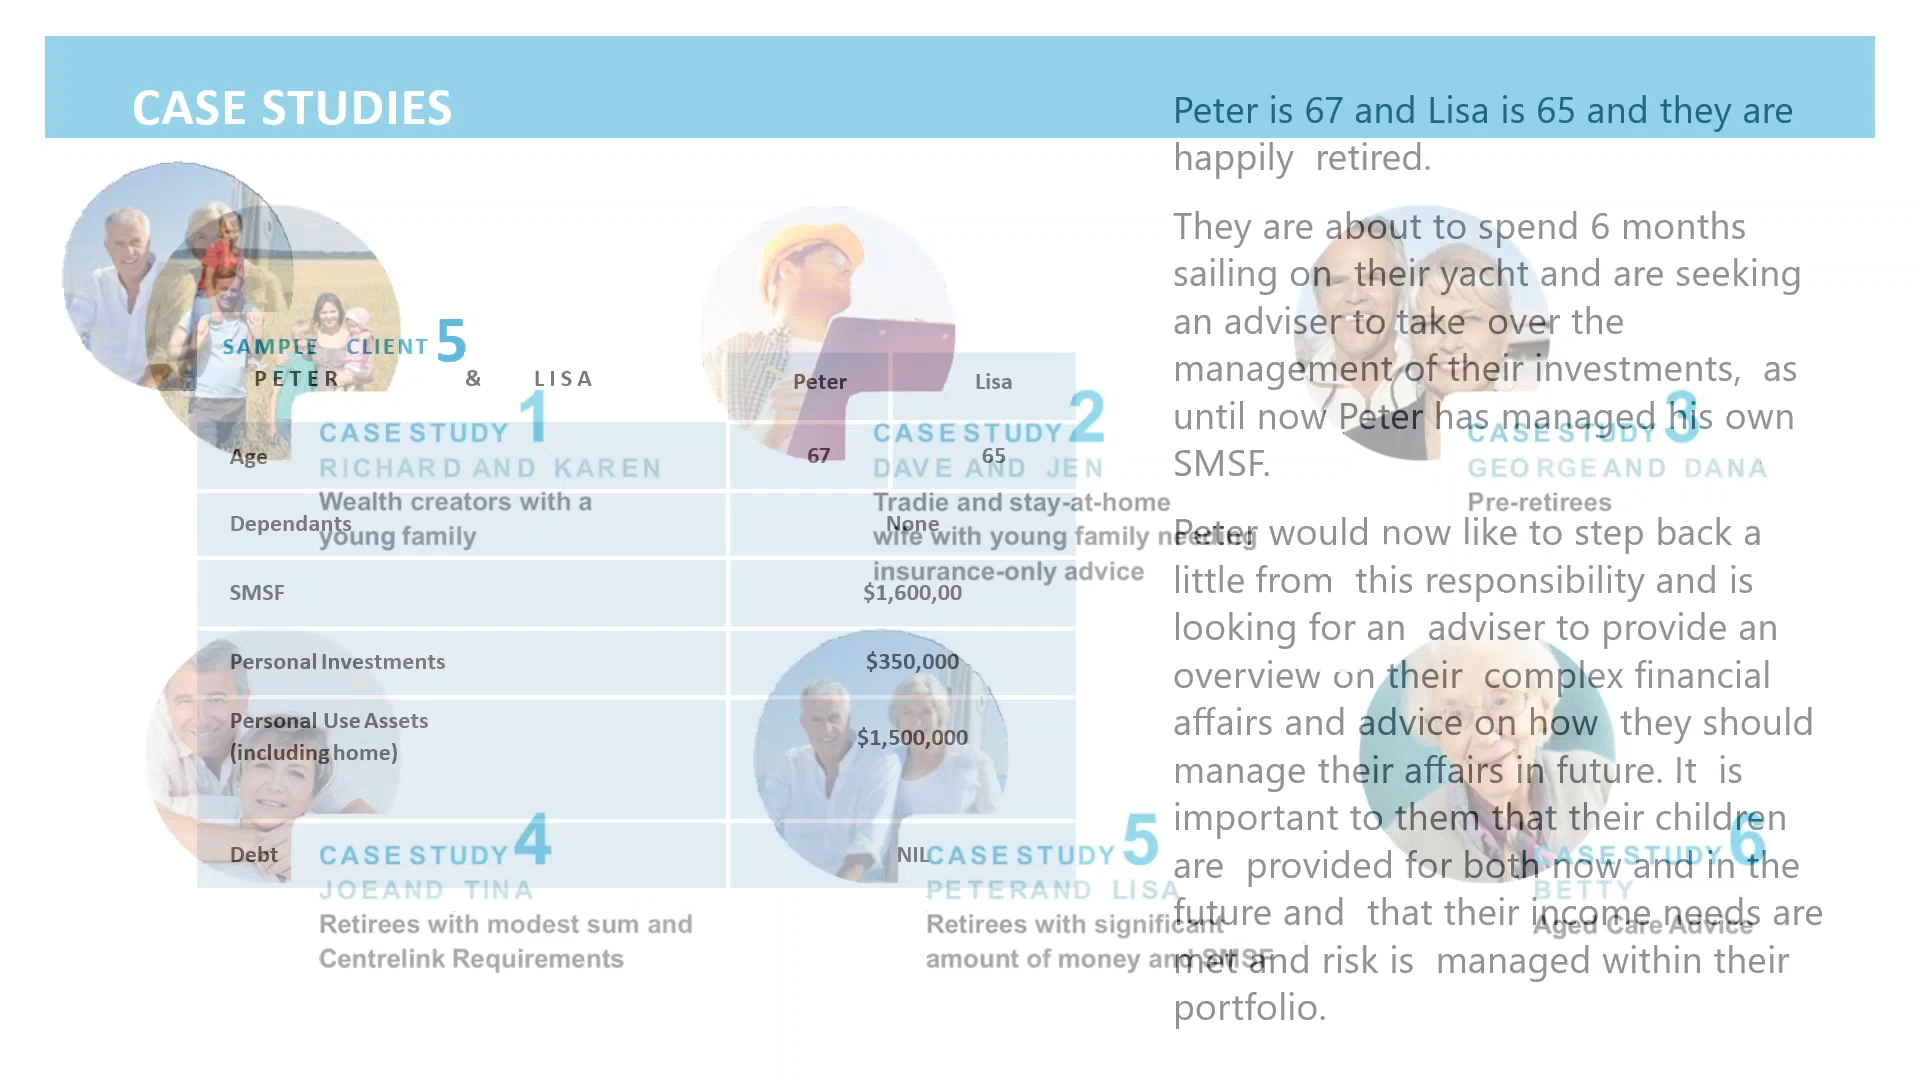 CASE STUDIES
SAMPLE CLIENT 5
PETER & LISA
Peter Lisa
Age 67 65
Dependants None
SMSF $1,600,00
Personal Investments $350,000
Personal Use Assets
(including home) $1,500,000
Debt NIL
Peter is 67 and Lisa is 65 and they are
happily retired.
They are about to spend 6 months
sailing on their yacht and are seeking
an adviser to take over the
management of their investments, as
until now Peter has managed his own
SMSF.
Peter would now like to step back a
little from this responsibility and is
looking for an adviser to provide an
overview on their complex financial
affairs and advice on how they should
manage their affairs in future. It is
important to them that their children
are provided for both now and in the
future and that their income needs are
met and risk is managed within their
portfolio.
CASE STUDY 1
RICHARD AND KAREN
Wealth creators with a
young family
CASE STUDY 2
DAVE AND JEN
Tradie and stay-at-home
wife with young family needing
insurance-only advice
CASE STUDY 3
GEORGE AND DANA
Pre-retirees
CASE STUDY 4
JOE AND TINA
Retirees with modest sum and
Centrelink Requirements
CASE STUDY 5
PETER AND LISA
Retirees with significant
amount of money and SMSF
CASE STUDY 6
BETTY
Aged Care Advice